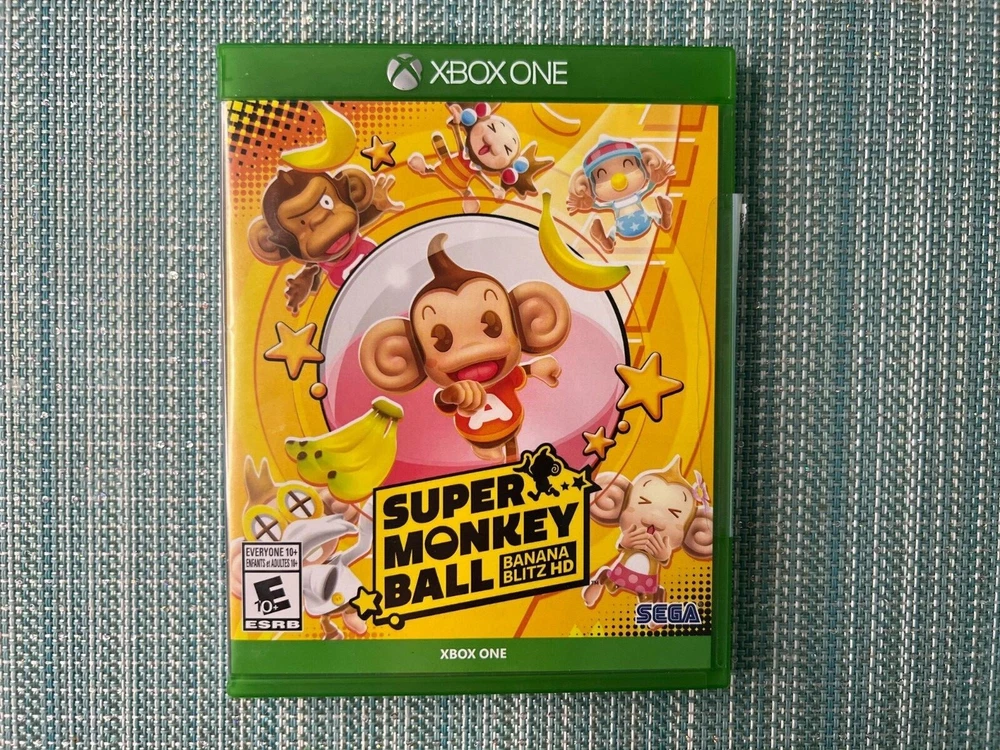 XBOX ONE
A
SUPER
MONKEY
BALL
BANANA
BLITZ HD
TM
EVERYONE 10+
ENFANTS et ADULTES 10+
E
10+
ESRB
SEGA
XBOX ONE